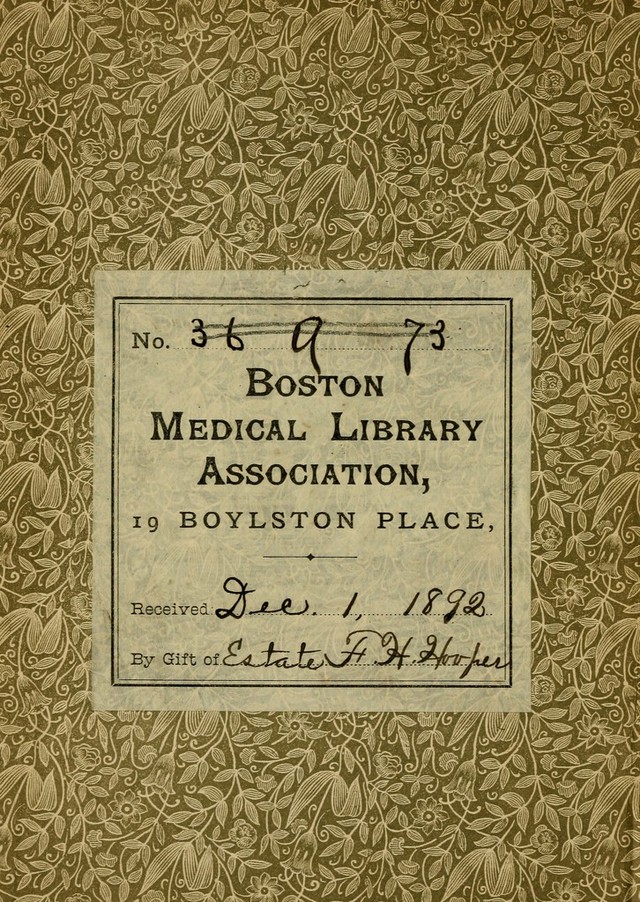 No. 36 9 73
BOSTON
MEDICAL LIBRARY
ASSOCIATION,
19 BOYLSTON PLACE,
Received Dec. 1, 1892
By Gift of Estate F. H. Hooper